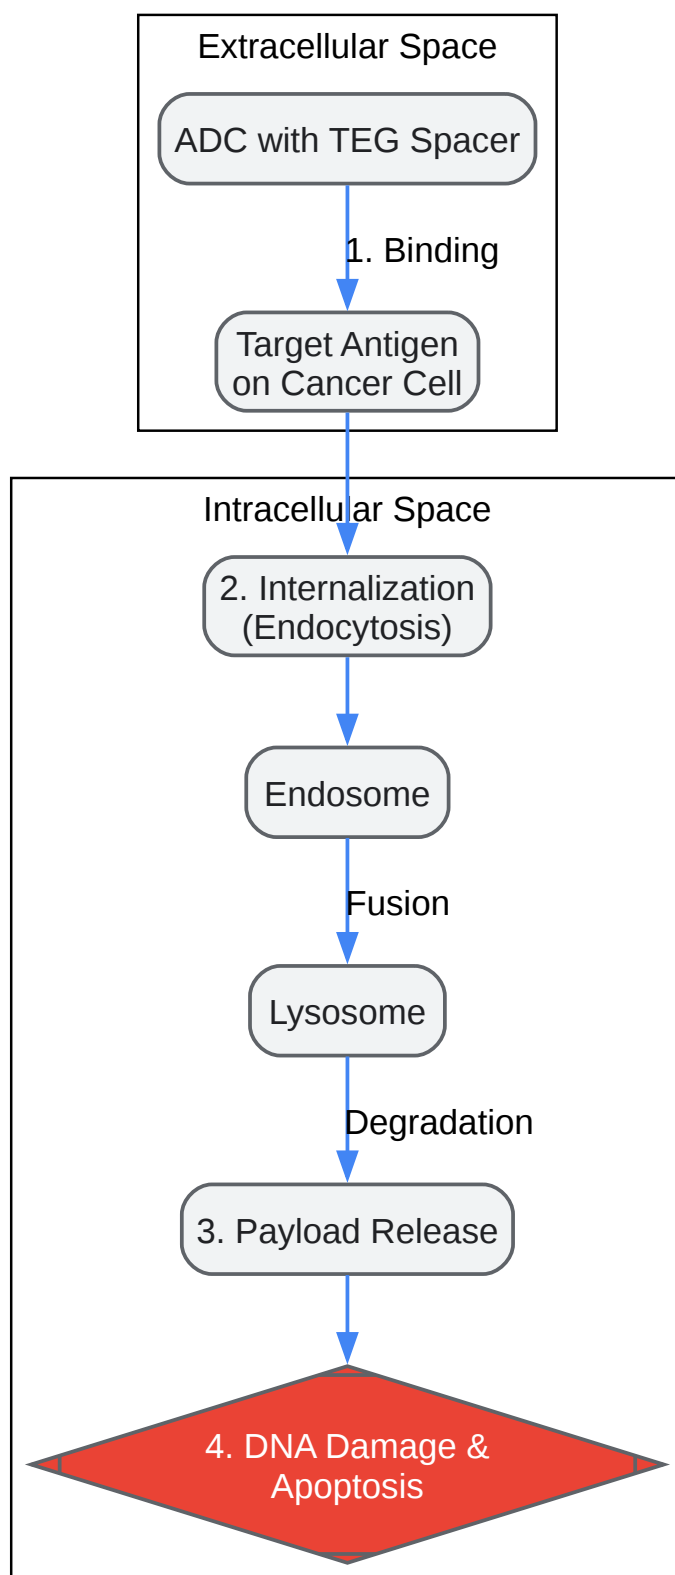 Extracellular Space
ADC with TEG Spacer
1. Binding
Target Antigen
on Cancer Cell
Intracellular Space
2. Internalization
(Endocytosis)
Endosome
Fusion
Lysosome
Degradation
3. Payload Release
4. DNA Damage &
Apoptosis